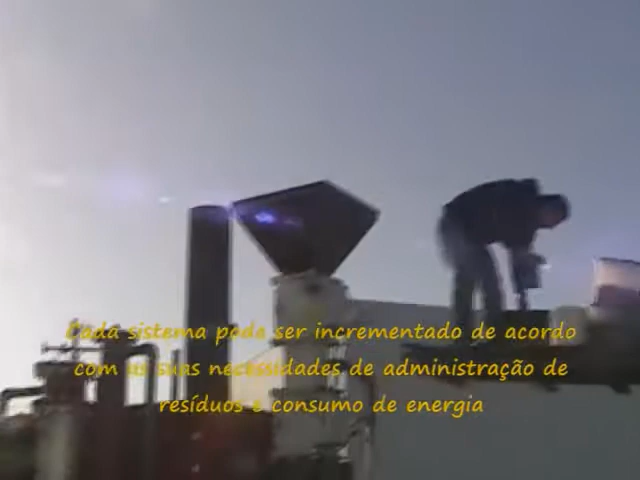 Cada sistema pode ser incrementado de acordo
com as suas necessidades de administração de
resíduos e consumo de energia